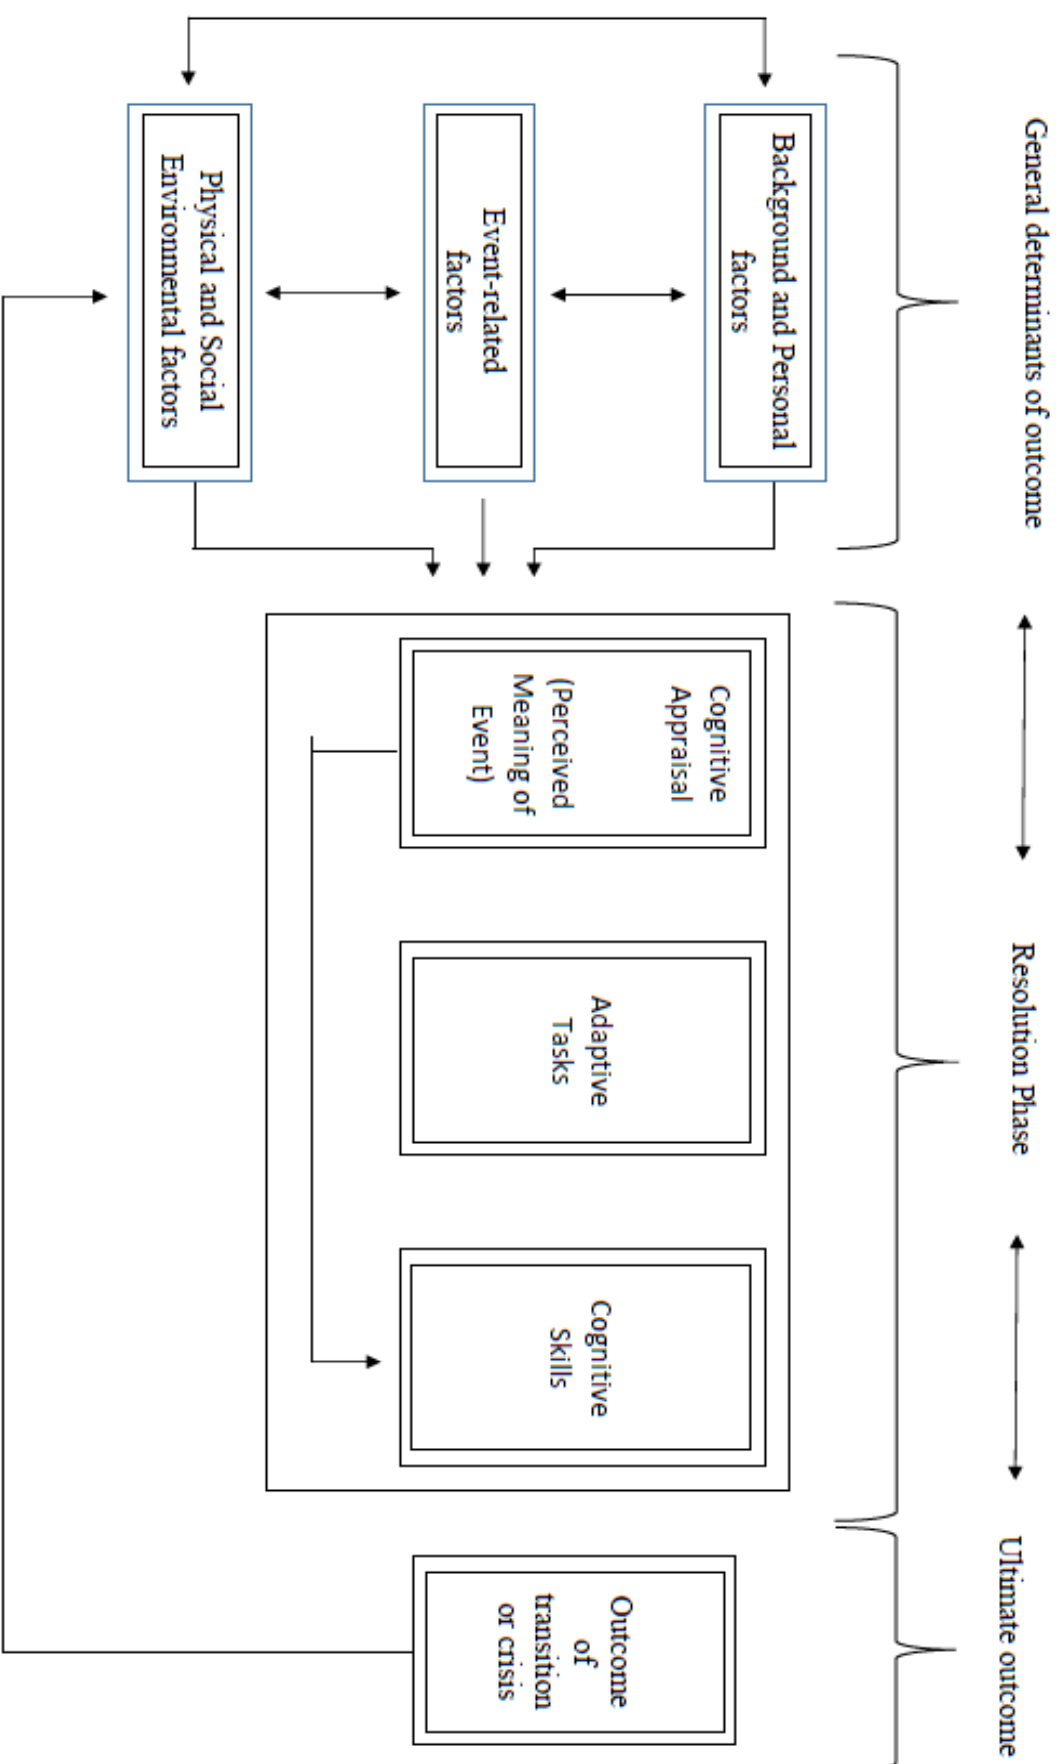 General determinants of outcome
Resolution Phase
Ultimate outcome
Background and Personal
factors
Event-related
factors
Physical and Social
Environmental factors
Cognitive
Appraisal
(Perceived
Meaning of
Event)
Adaptive
Tasks
Cognitive
Skills
Outcome
of
transition
or crisis